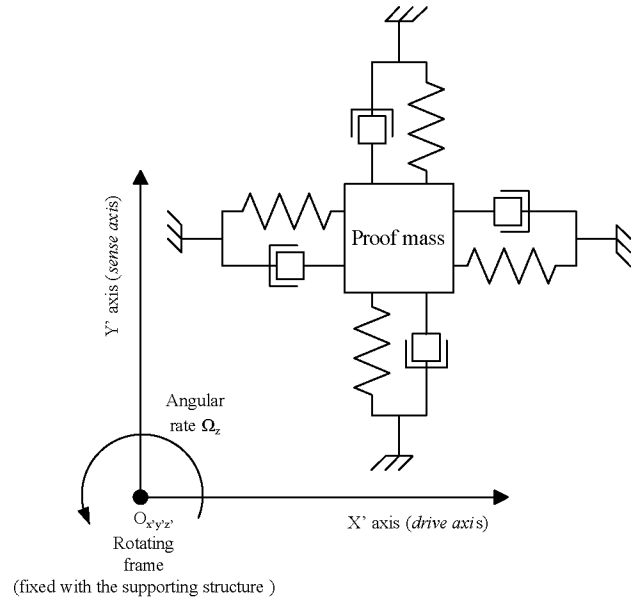 Proof mass
Y' axis (sense axis)
Angular
rate Ωz
Ox'y'z'
X' axis (drive axis)
Rotating
frame
(fixed with the supporting structure )